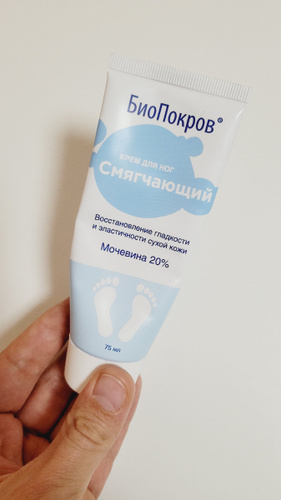 БиоПокров®
КРЕМ ДЛЯ НОГ
Смягчающий
Восстановление гладкости
и эластичности сухой кожи
Мочевина 20%
75 мл